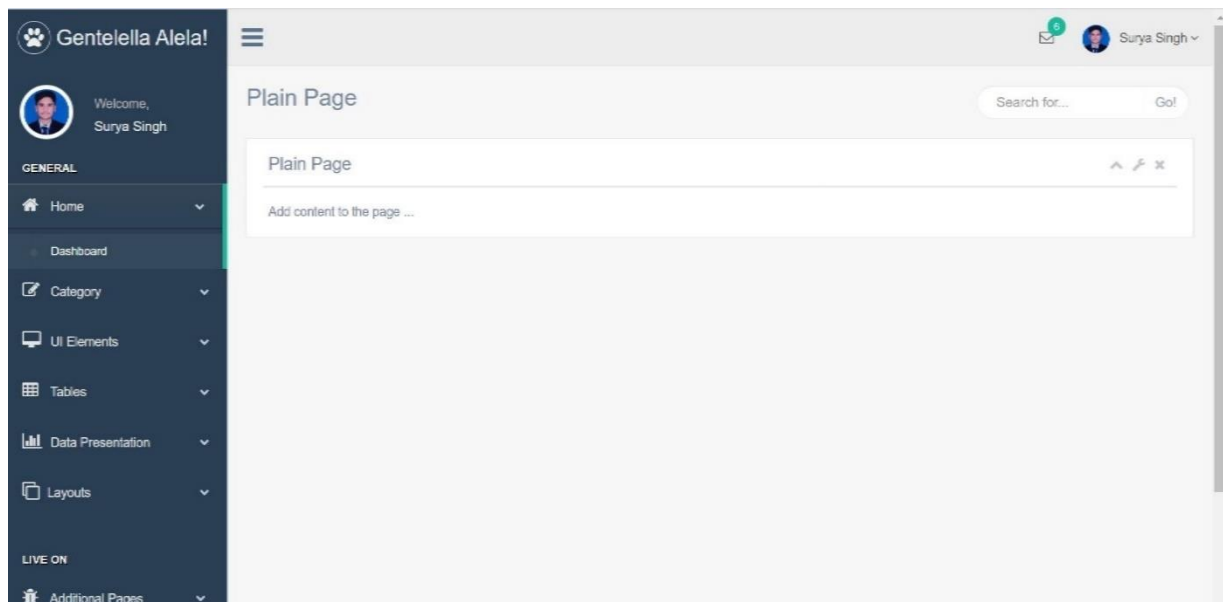 Gentelella Alela!
6
Surya Singh
Welcome,
Surya Singh
Plain Page
Search for...
Go!
GENERAL
Plain Page
Home
Add content to the page ...
Dashboard
Category
UI Elements
Tables
Data Presentation
Layouts
LIVE ON
Additional Pages